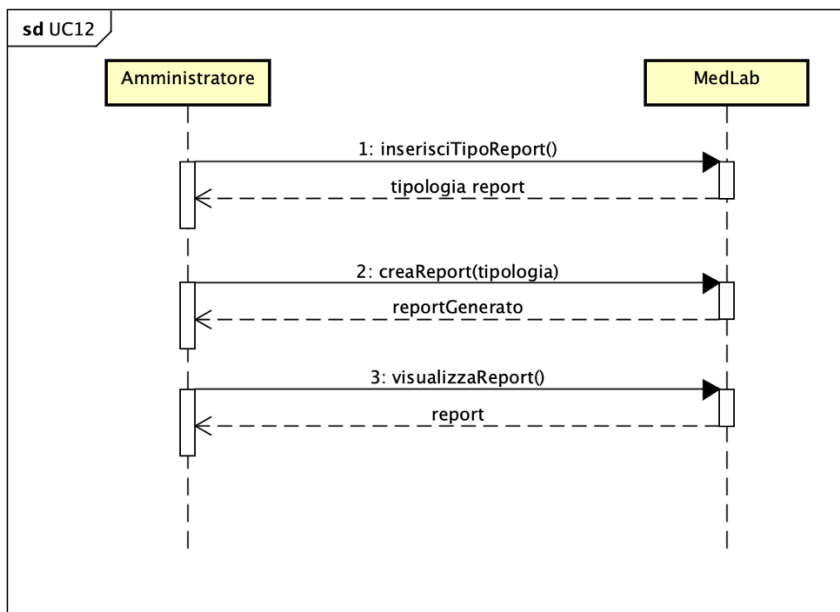 sd UC12
Amministratore
MedLab
1: inserisciTipoReport()
tipologia report
2: creaReport(tipologia)
reportGenerato
3: visualizzaReport()
report